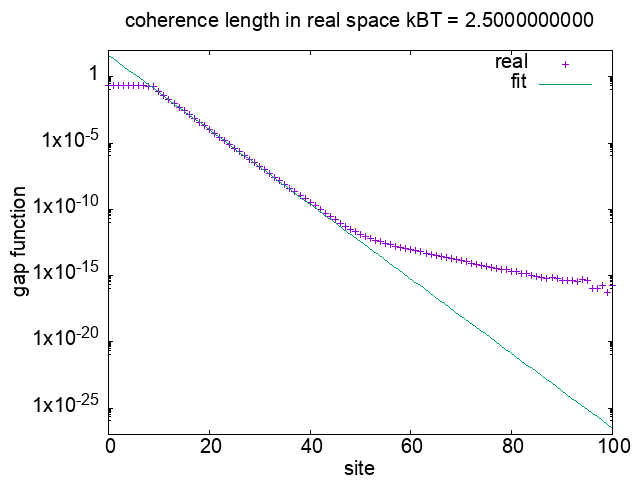 coherence length in real space kBT = 2.5000000000
real
fit
1
1x10^-5
1x10^-10
1x10^-15
1x10^-20
1x10^-25
gap function
0 20 40 60 80 100
site